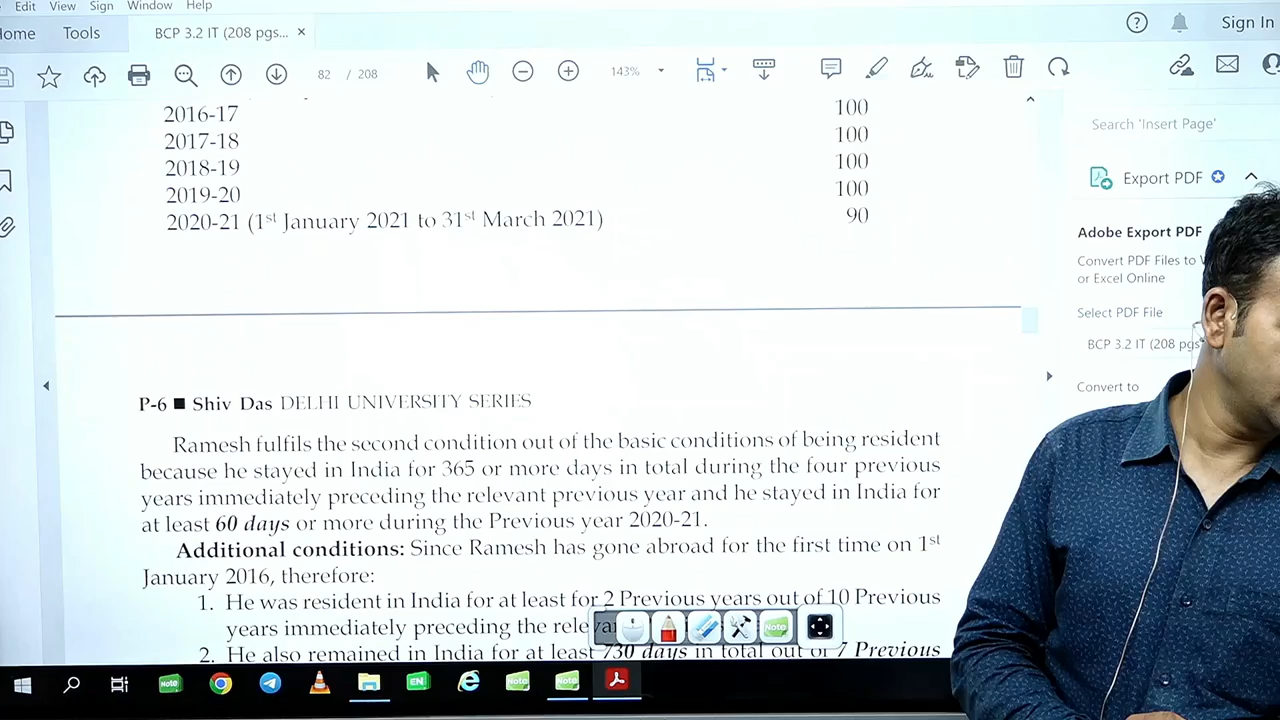 Edit View Sign Window Help
ome Tools BCP 3.2 IT (208 pgs... × Sign In
82 / 208 143%
2016-17 100
2017-18 100
2018-19 100
2019-20 100
2020-21 (1st January 2021 to 31st March 2021) 90
Search 'Insert Page'
Export PDF
Adobe Export PDF
Convert PDF Files to W
or Excel Online
Select PDF File
BCP 3.2 IT (208 pgs
Convert to
P-6 ■ Shiv Das DELHI UNIVERSITY SERIES
Ramesh fulfils the second condition out of the basic conditions of being resident
because he stayed in India for 365 or more days in total during the four previous
years immediately preceding the relevant previous year and he stayed in India for
at least 60 days or more during the Previous year 2020-21.
Additional conditions: Since Ramesh has gone abroad for the first time on 1st
January 2016, therefore:
1. He was resident in India for at least for 2 Previous years out of 10 Previous
years immediately preceding the
2. He also remained in India for at least 730 days in total out of 7 Previous
Note
Note EN Note Note